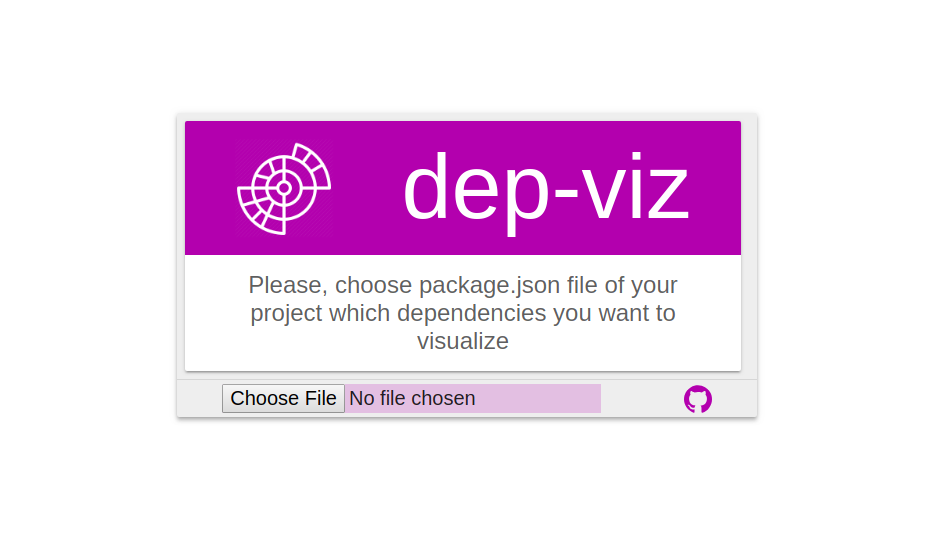 dep-viz
Please, choose package.json file of your
project which dependencies you want to
visualize
Choose File No file chosen